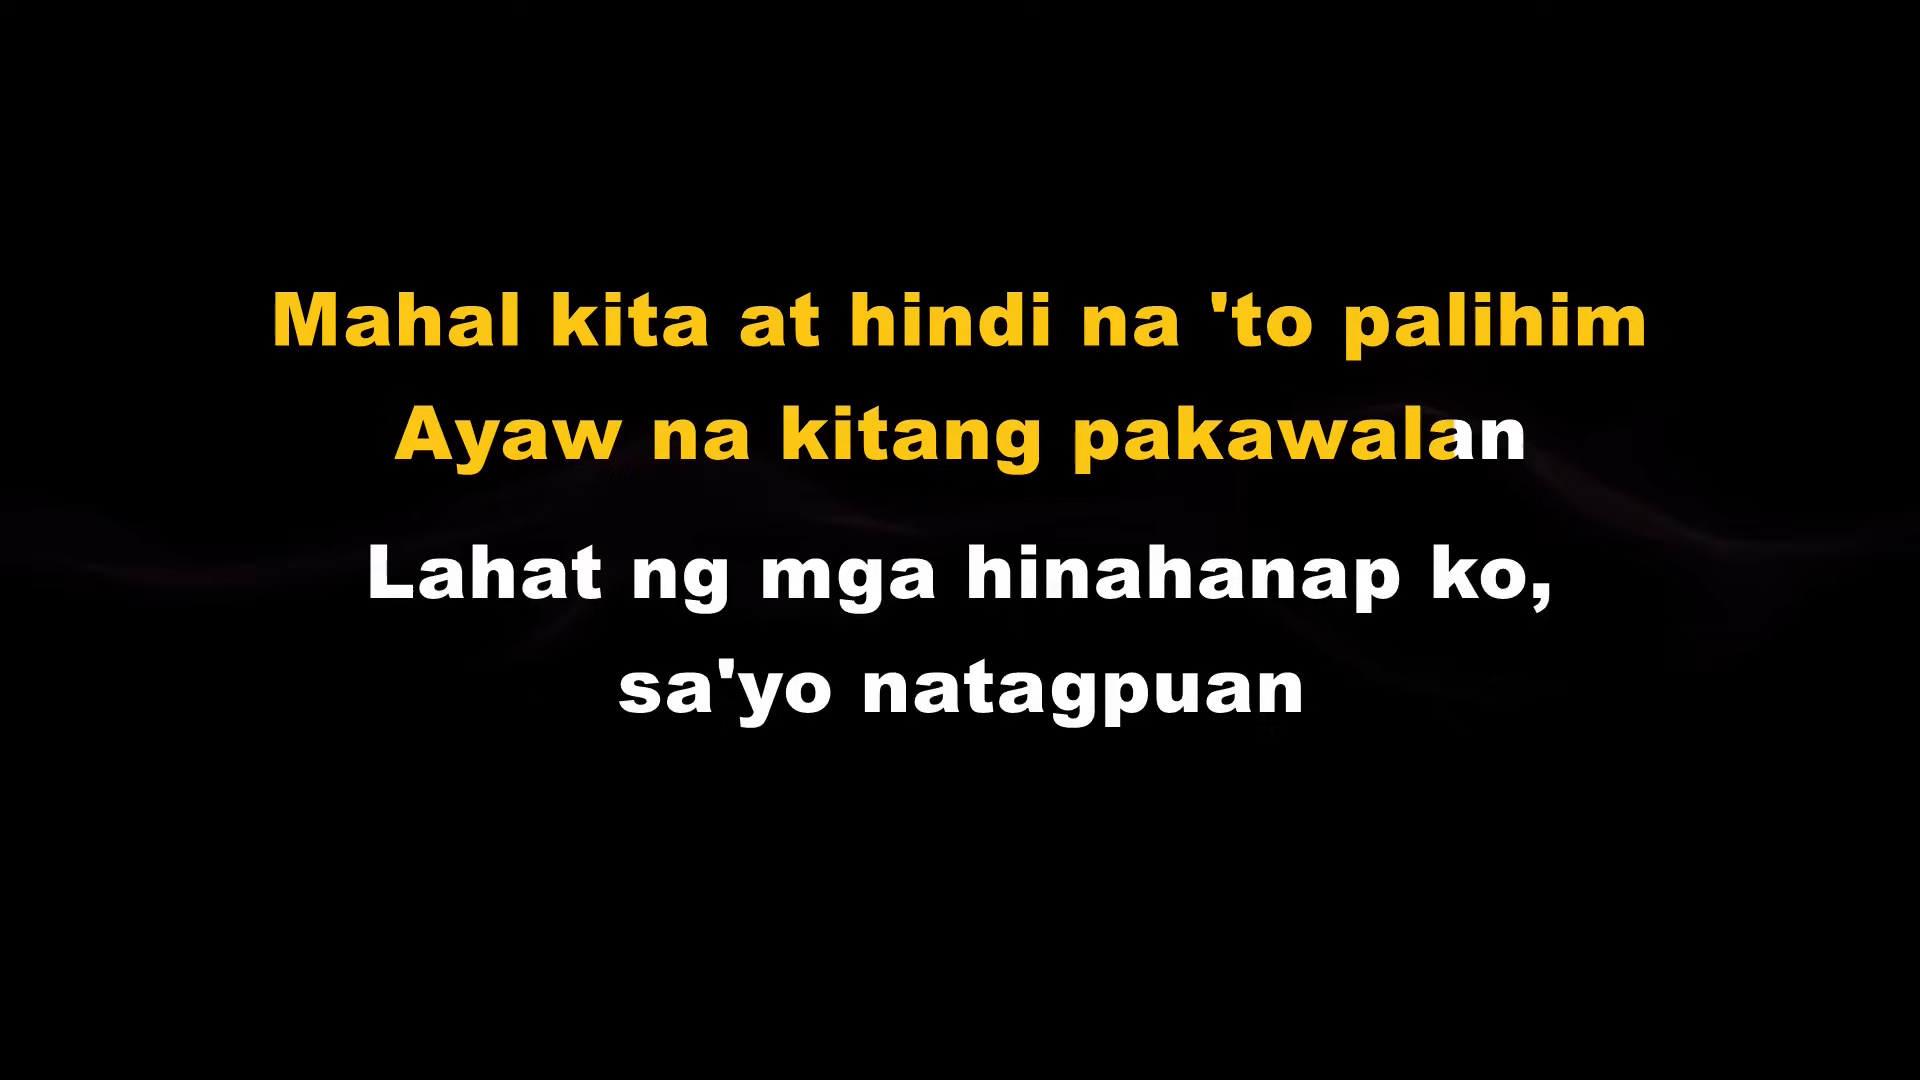 Mahal kita at hindi na 'to palihim
Ayaw na kitang pakawalan
Lahat ng mga hinahanap ko,
sa'yo natagpuan